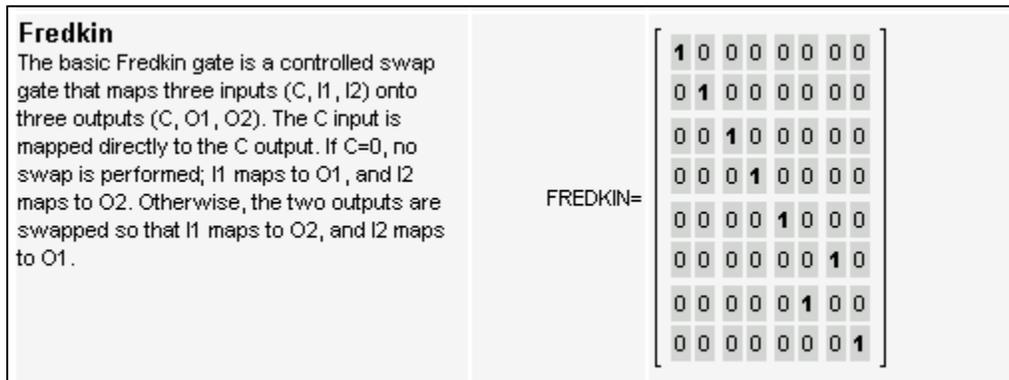 Fredkin
The basic Fredkin gate is a controlled swap
gate that maps three inputs (C, I1, I2) onto
three outputs (C, O1, O2). The C input is
mapped directly to the C output. If C=0, no
swap is performed; I1 maps to O1, and I2
maps to O2. Otherwise, the two outputs are
swapped so that I1 maps to O2, and I2 maps
to O1.
FREDKIN=
1 0 0 0 0 0 0 0
0 1 0 0 0 0 0 0
0 0 1 0 0 0 0 0
0 0 0 1 0 0 0 0
0 0 0 0 1 0 0 0
0 0 0 0 0 0 1 0
0 0 0 0 0 1 0 0
0 0 0 0 0 0 0 1